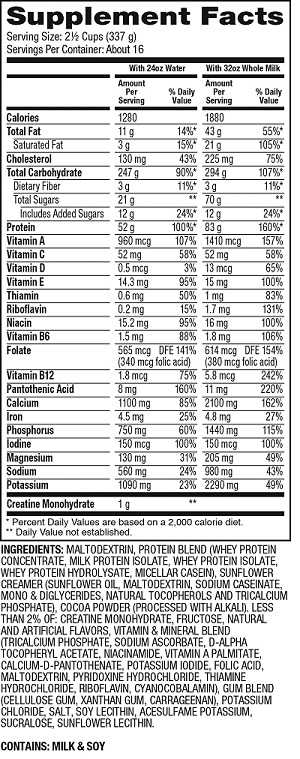 Supplement Facts
Serving Size: 2½ Cups (337 g)
Servings Per Container: About 16
With 24oz Water With 32oz Whole Milk
Amount Per Serving % Daily Value Amount Per Serving % Daily Value
Calories 1280 1880
Total Fat 11 g 14%* 43 g 55%*
Saturated Fat 3 g 15%* 21 g 105%*
Cholesterol 130 mg 43% 225 mg 75%
Total Carbohydrate 247 g 90%* 294 g 107%*
Dietary Fiber 3 g 11%* 3 g 11%*
Total Sugars 21 g ** 70 g **
Includes Added Sugars 12 g 24%* 12 g 24%*
Protein 52 g 100%* 83 g 160%*
Vitamin A 960 mcg 107% 1410 mcg 157%
Vitamin C 52 mg 58% 52 mg 58%
Vitamin D 0.5 mcg 3% 13 mcg 65%
Vitamin E 14.3 mg 95% 15 mg 100%
Thiamin 0.6 mg 50% 1 mg 83%
Riboflavin 0.2 mg 15% 1.7 mg 131%
Niacin 15.2 mg 95% 16 mg 100%
Vitamin B6 1.5 mg 88% 1.8 mg 106%
Folate 565 mcg DFE 141% 614 mcg DFE 154%
(340 mcg folic acid) (380 mcg folic acid)
Vitamin B12 1.8 mcg 75% 5.8 mcg 242%
Pantothenic Acid 8 mg 160% 11 mg 220%
Calcium 1100 mg 85% 2100 mg 162%
Iron 4.5 mg 25% 4.8 mg 27%
Phosphorus 750 mg 60% 1440 mg 115%
Iodine 150 mcg 100% 150 mcg 100%
Magnesium 130 mg 31% 205 mg 49%
Sodium 560 mg 24% 980 mg 43%
Potassium 1090 mg 23% 2290 mg 49%
Creatine Monohydrate 1 g **
* Percent Daily Values are based on a 2,000 calorie diet.
** Daily Value not established.
INGREDIENTS: MALTODEXTRIN, PROTEIN BLEND (WHEY PROTEIN
CONCENTRATE, MILK PROTEIN ISOLATE, WHEY PROTEIN ISOLATE,
WHEY PROTEIN HYDROLYSATE, MICELLAR CASEIN), SUNFLOWER
CREAMER (SUNFLOWER OIL, MALTODEXTRIN, SODIUM CASEINATE,
MONO & DIGLYCERIDES, NATURAL TOCOPHEROLS AND TRICALCIUM
PHOSPHATE), COCOA POWDER (PROCESSED WITH ALKALI). LESS
THAN 2% OF: CREATINE MONOHYDRATE, FRUCTOSE, NATURAL
AND ARTIFICIAL FLAVORS, VITAMIN & MINERAL BLEND
(TRICALCIUM PHOSPHATE, SODIUM ASCORBATE, D-ALPHA
TOCOPHERYL ACETATE, NIACINAMIDE, VITAMIN A PALMITATE,
CALCIUM-D-PANTOTHENATE, POTASSIUM IODIDE, FOLIC ACID,
MALTODEXTRIN, PYRIDOXINE HYDROCHLORIDE, THIAMINE
HYDROCHLORIDE, RIBOFLAVIN, CYANOCOBALAMIN), GUM BLEND
(CELLULOSE GUM, XANTHAN GUM, CARRAGEENAN), POTASSIUM
CHLORIDE, SALT, SOY LECITHIN, ACESULFAME POTASSIUM,
SUCRALOSE, SUNFLOWER LECITHIN.
CONTAINS: MILK & SOY